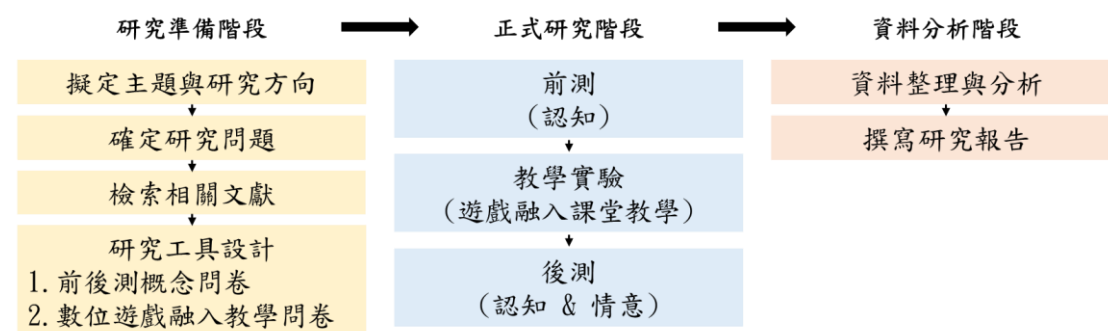 研究準備階段
擬定主題與研究方向
確定研究問題
檢索相關文獻
研究工具設計
1. 前後測概念問卷
2. 數位遊戲融入教學問卷
正式研究階段
前測
(認知)
教學實驗
(遊戲融入課堂教學)
後測
(認知 & 情意)
資料分析階段
資料整理與分析
撰寫研究報告